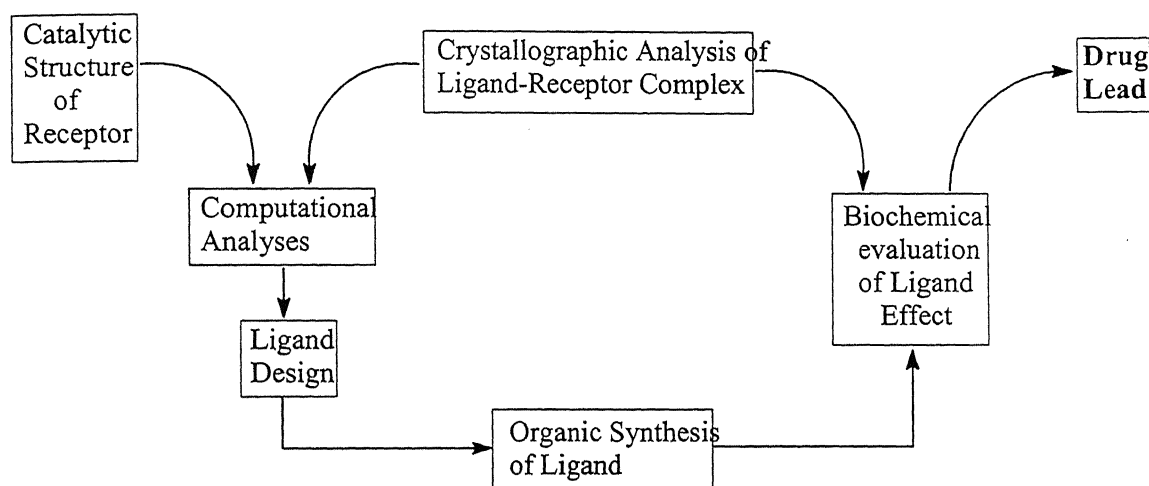 Catalytic
Structure
of
Receptor
Crystallographic Analysis of
Ligand-Receptor Complex
Drug
Lead
Computational
Analyses
Biochemical
evaluation
of Ligand
Effect
Ligand
Design
Organic Synthesis
of Ligand